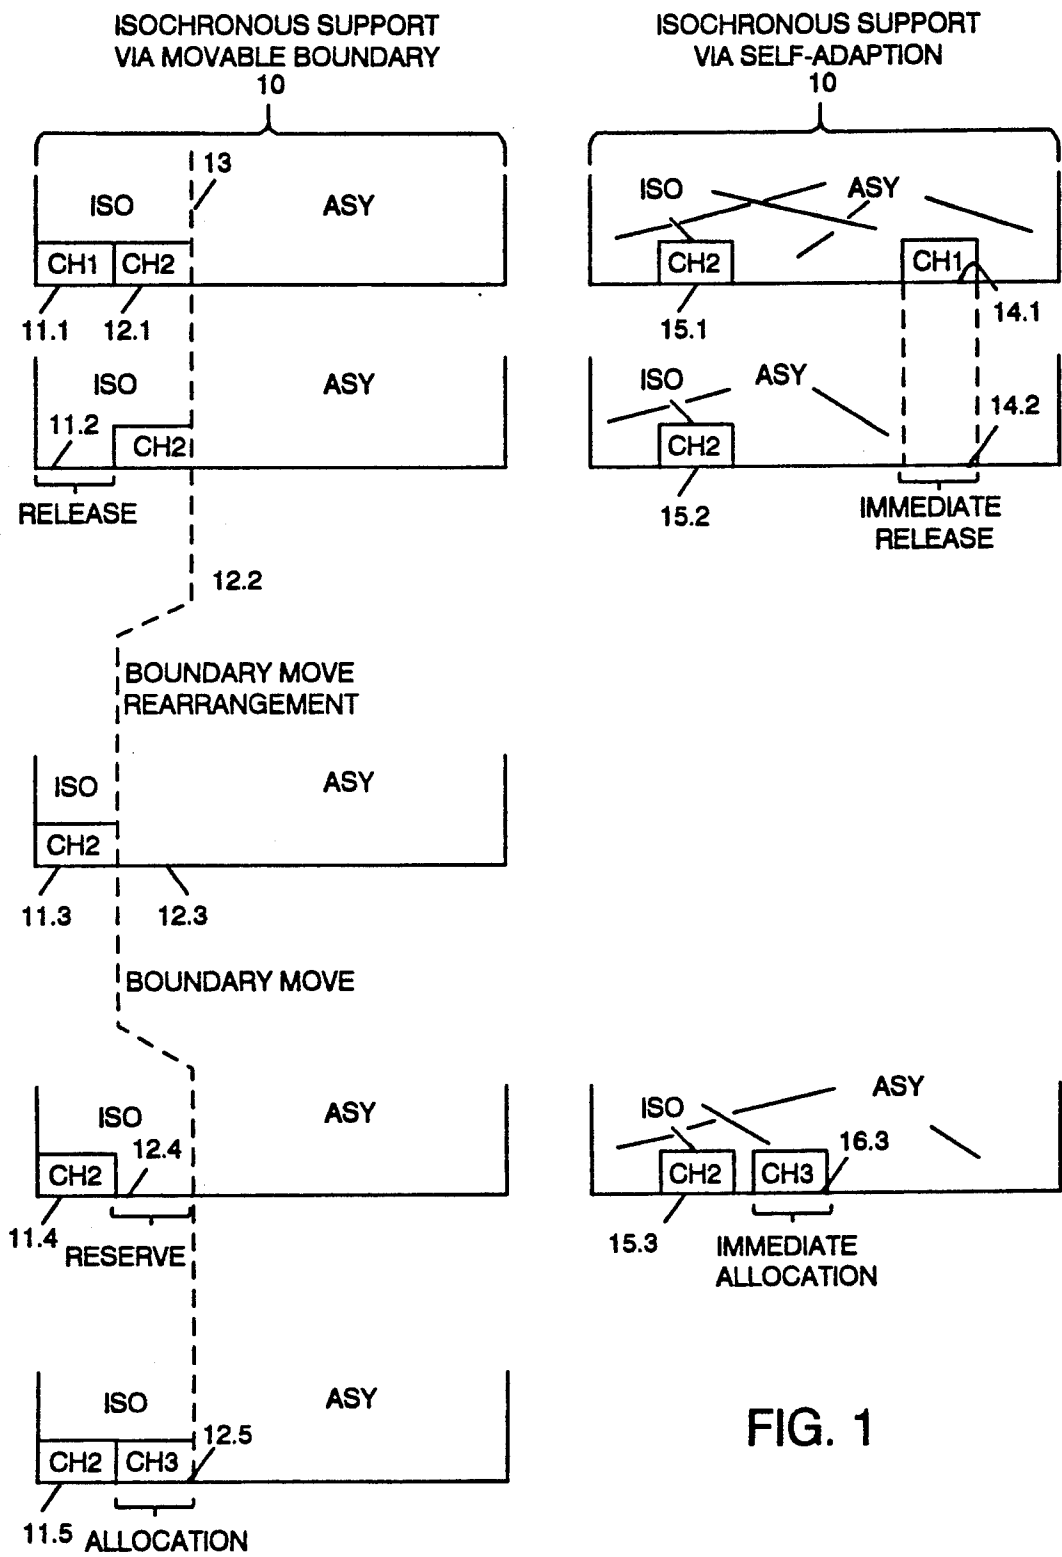 ISOCHRONOUS SUPPORT
VIA MOVABLE BOUNDARY
10
13
ISO
ASY
CH1
CH2
11.1
12.1
ISO
ASY
11.2
CH2
RELEASE
12.2
BOUNDARY MOVE
REARRANGEMENT
ISO
ASY
CH2
11.3
12.3
BOUNDARY MOVE
ISO
ASY
12.4
CH2
11.4
RESERVE
ISO
ASY
12.5
CH2
CH3
11.5
ALLOCATION
ISOCHRONOUS SUPPORT
VIA SELF-ADAPTION
10
ISO
ASY
CH2
CH1
15.1
14.1
ISO
ASY
14.2
CH2
15.2
IMMEDIATE
RELEASE
ASY
ISO
16.3
CH2
CH3
15.3
IMMEDIATE
ALLOCATION
FIG. 1